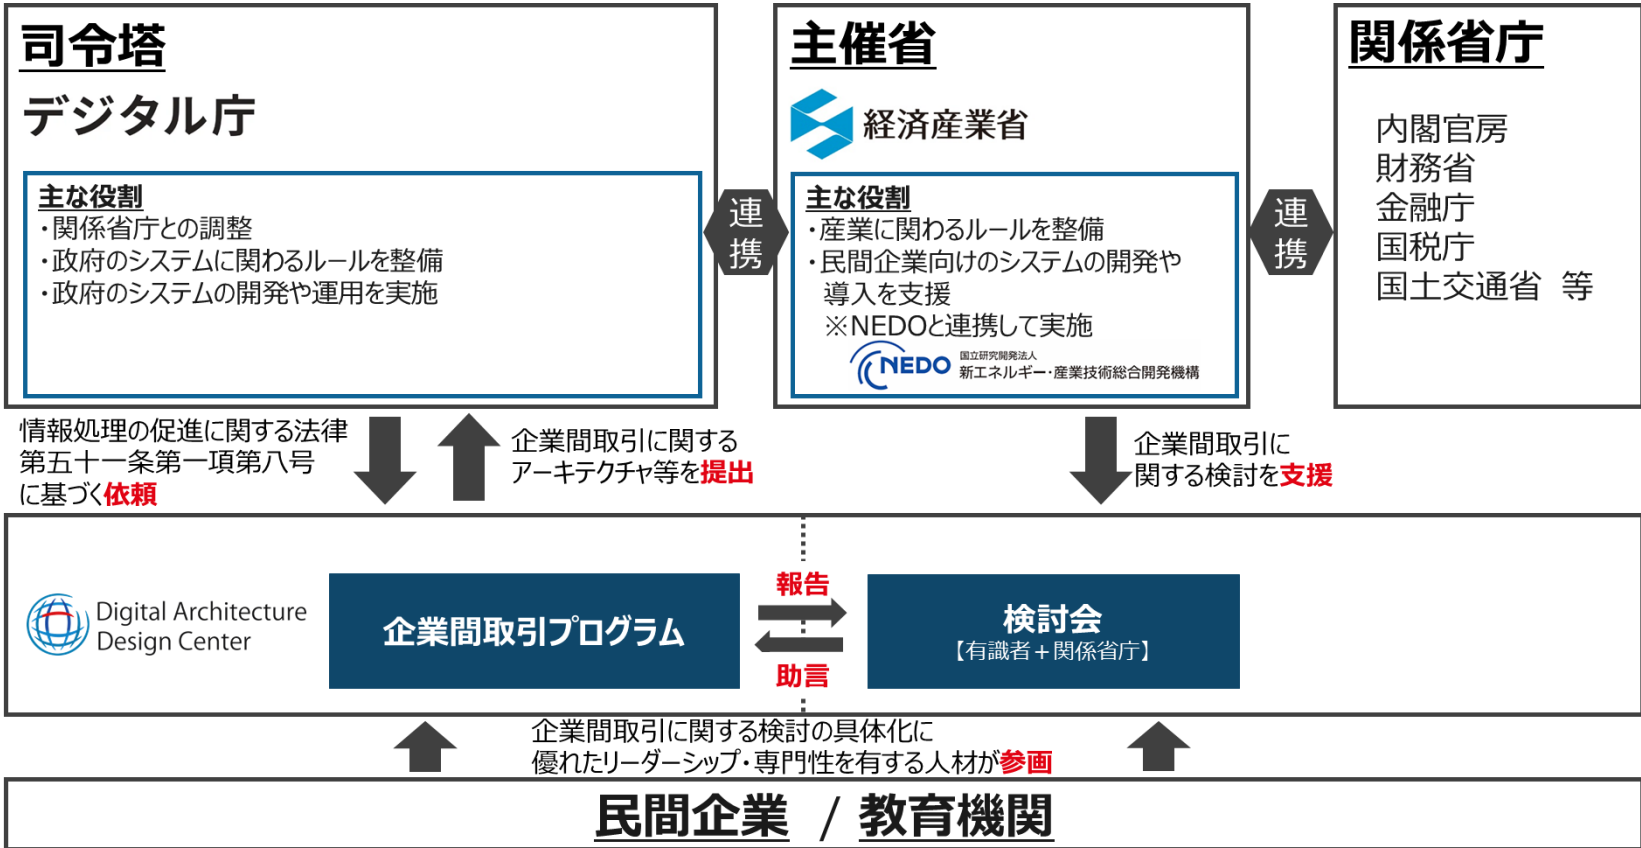 司令塔
デジタル庁
主な役割
・関係省庁との調整
・政府のシステムに関わるルールを整備
・政府のシステムの開発や運用を実施
連携
主催省
経済産業省
主な役割
・産業に関わるルールを整備
・民間企業向けのシステムの開発や
導入を支援
※NEDOと連携して実施
NEDO
国立研究開発法人
新エネルギー・産業技術総合開発機構
連携
関係省庁
内閣官房
財務省
金融庁
国税庁
国土交通省 等
情報処理の促進に関する法律
第五十一条第一項第八号
に基づく依頼
企業間取引に関する
アーキテクチャ等を提出
企業間取引に
関する検討を支援
Digital Architecture
Design Center
企業間取引プログラム
報告
助言
検討会
【有識者+関係省庁】
企業間取引に関する検討の具体化に
優れたリーダーシップ・専門性を有する人材が参画
民間企業 / 教育機関